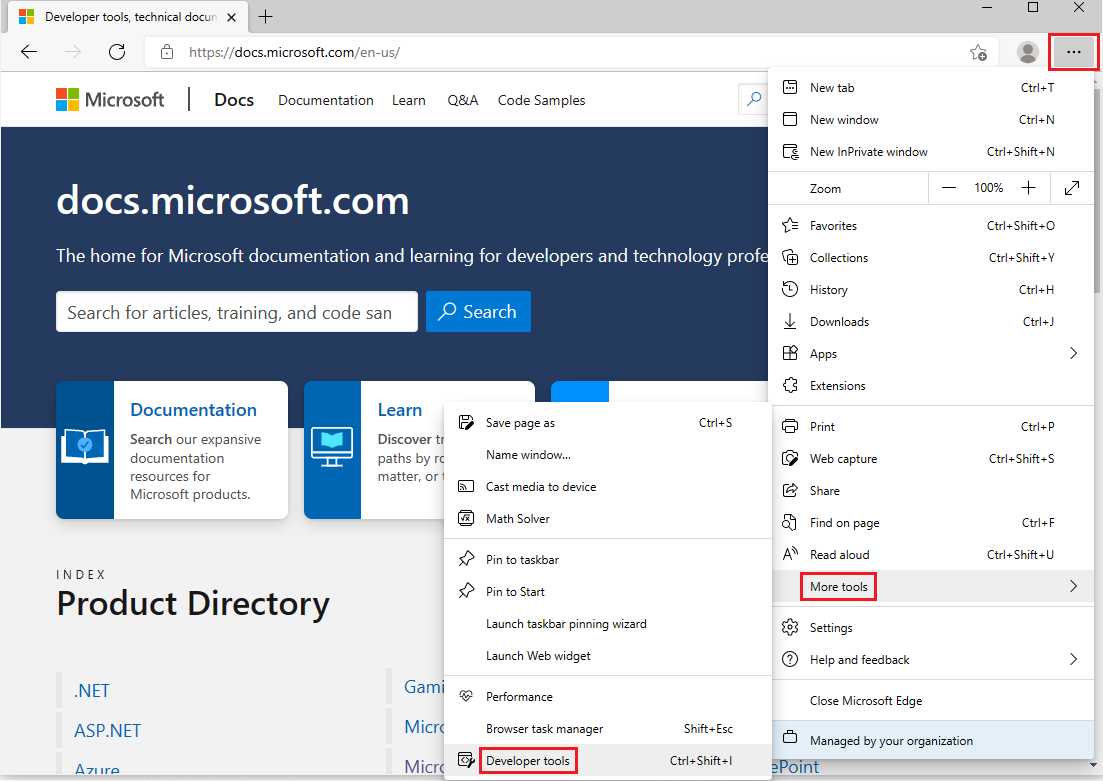 Developer tools, technical docun
https://docs.microsoft.com/en-us/
Microsoft
Docs
Documentation
Learn
Q&A
Code Samples
docs.microsoft.com
The home for Microsoft documentation and learning for developers and technology profe
Search for articles, training, and code san
Search
Documentation
Search our expansive
documentation
resources for
Microsoft products.
Learn
Discover tr
paths by ro
matter, or t
INDEX
Product Directory
.NET
ASP.NET
Azure
Gami
Micro
Micro
ePoint
New tab Ctrl+T
New window Ctrl+N
New InPrivate window Ctrl+Shift+N
Zoom 100%
Favorites Ctrl+Shift+O
Collections Ctrl+Shift+Y
History Ctrl+H
Downloads Ctrl+J
Apps
Extensions
Print Ctrl+P
Web capture Ctrl+Shift+S
Share
Find on page Ctrl+F
Read aloud Ctrl+Shift+U
More tools
Settings
Help and feedback
Close Microsoft Edge
Managed by your organization
Save page as Ctrl+S
Name window...
Cast media to device
Math Solver
Pin to taskbar
Pin to Start
Launch taskbar pinning wizard
Launch Web widget
Performance
Browser task manager Shift+Esc
Developer tools Ctrl+Shift+I